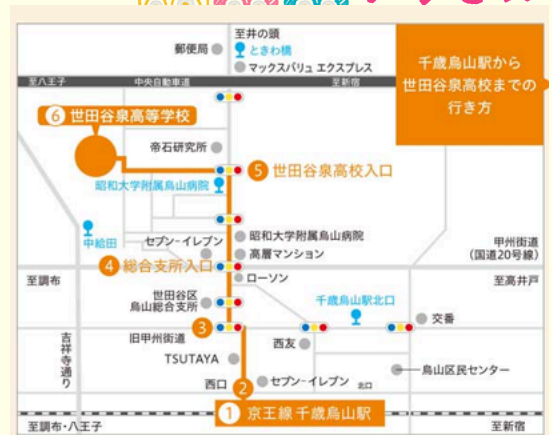 至井の頭
郵便局
ときわ橋
マックスバリュ エクスプレス
千歳烏山駅から
世田谷泉高校までの
行き方
至八王子
中央自動車道
至新宿
6 世田谷泉高等学校
帝石研究所
5 世田谷泉高校入口
昭和大学附属烏山病院
中給田
セブン-イレブン
昭和大学附属烏山病院
高層マンション
甲州街道
(国道20号線)
4 総合支所入口
至調布
ローソン
至高井戸
世田谷区
烏山総合支所
千歳烏山駅北口
3
交番
旧甲州街道
西友
吉祥寺通り
TSUTAYA
烏山区民センター
西口
2
セブン-イレブン
北口
1 京王線 千歳烏山駅
至調布・八王子
至新宿